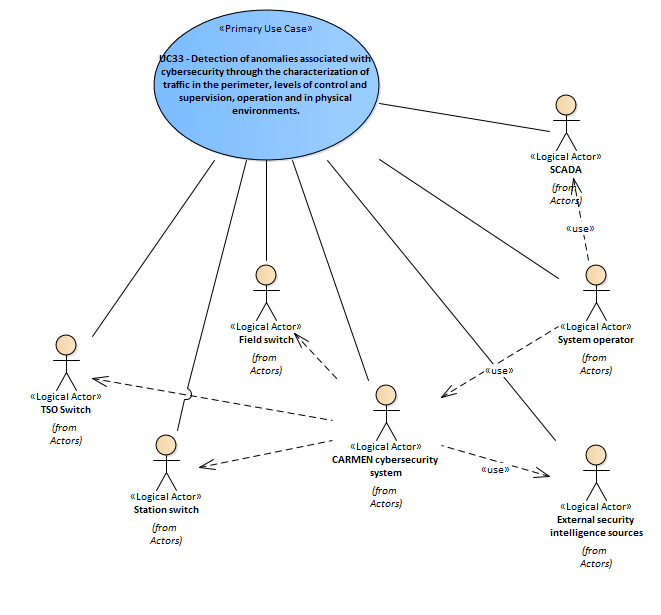 «Primary Use Case»
UC33 - Detection of anomalies associated with
cybersecurity through the characterization of
traffic in the perimeter, levels of control and
supervision, operation and in physical
environments.
«Logical Actor»
SCADA
(from
Actors)
«use»
«Logical Actor»
Field switch
(from
Actors)
«Logical Actor»
System operator
(from
Actors)
«use»
«Logical Actor»
TSO Switch
(from
Actors)
«Logical Actor»
CARMEN cybersecurity
system
(from
Actors)
«use»
«Logical Actor»
Station switch
(from
Actors)
«Logical Actor»
External security
intelligence sources
(from
Actors)